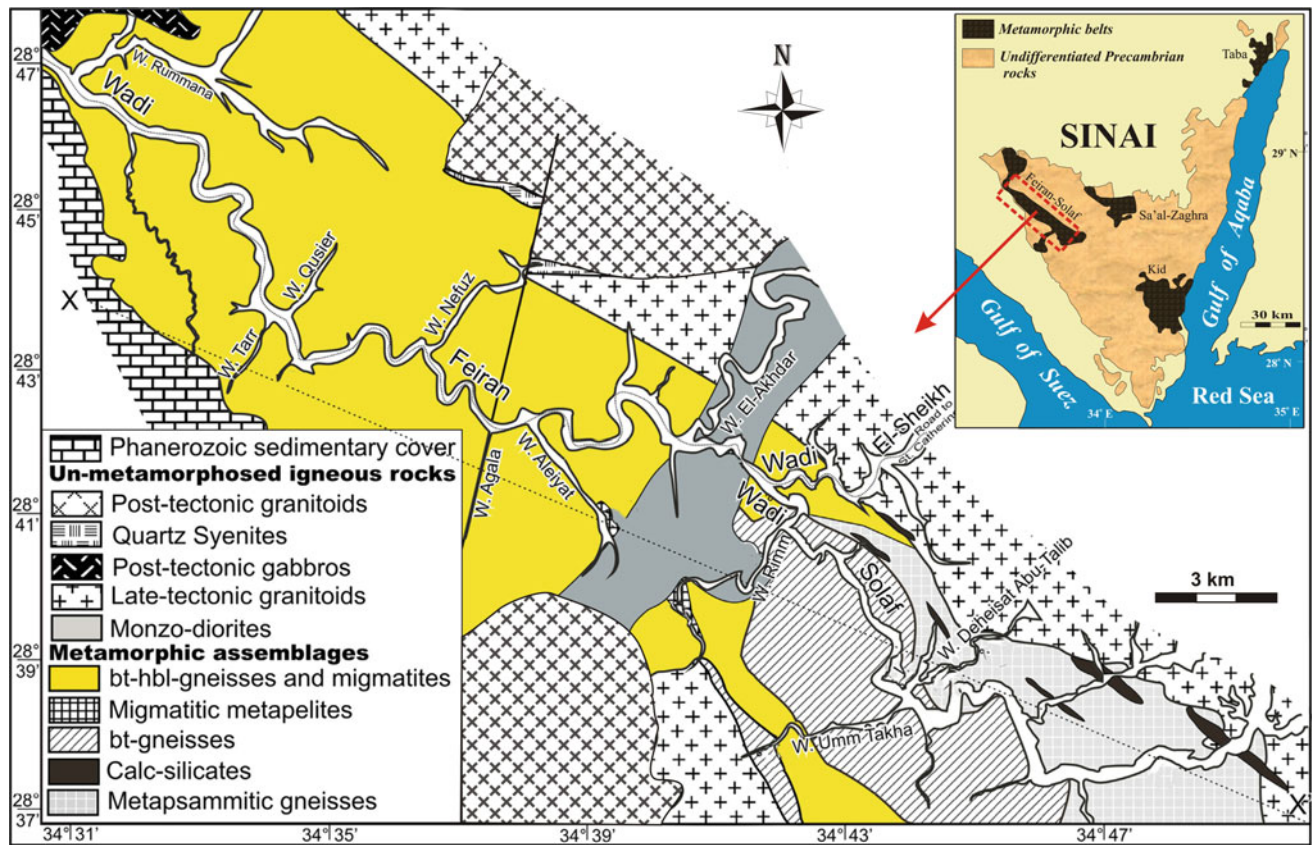 28°
47'
28°
45'
28°
43'
28°
41'
28°
39'
28°
37'
34°31'
34°35'
34°39'
34°43'
34°47'
W. Rummana
Wadi
W. Qusier
W. Tarr
W. Nefuz
Feiran
W. Agala
W. Aleiyat
W. El-Akhdar
Wadi
El-Sheikh
Road to
St. Catherine
Wadi
Solaf
W. Rimm
W. Deheisat Abu-Talib
W. Umm Takha
X
X
N
3 km
Phanerozoic sedimentary cover
Un-metamorphosed igneous rocks
Post-tectonic granitoids
Quartz Syenites
Post-tectonic gabbros
Late-tectonic granitoids
Monzo-diorites
Metamorphic assemblages
bt-hbl-gneisses and migmatites
Migmatitic metapelites
bt-gneisses
Calc-silicates
Metapsammitic gneisses
Metamorphic belts
Undifferentiated Precambrian
rocks
Taba
SINAI
29° N
Feiran-Solaf
Sa'al-Zaghra
Kid
Gulf of Aqaba
30 km
28° N
Gulf of Suez
Red Sea
34° E
35° E